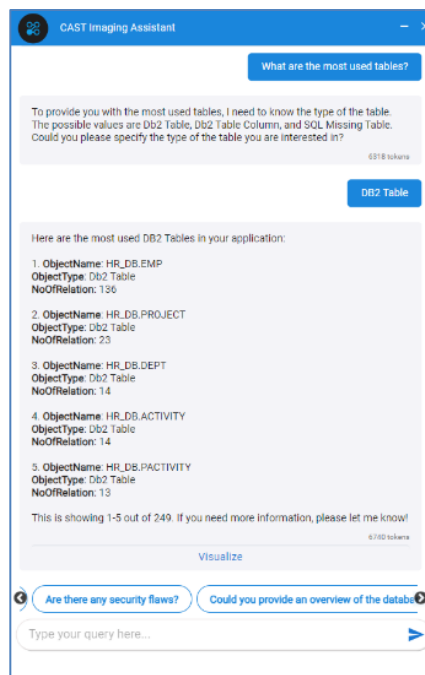 CAST Imaging Assistant
What are the most used tables?
To provide you with the most used tables, I need to know the type of the table.
The possible values are Db2 Table, Db2 Table Column, and SQL Missing Table.
Could you please specify the type of the table you are interested in?
6318 tokens
DB2 Table
Here are the most used DB2 Tables in your application:
1. ObjectName: HR_DB.EMP
ObjectType: Db2 Table
NoOfRelation: 136
2. ObjectName: HR_DB.PROJECT
ObjectType: Db2 Table
NoOfRelation: 23
3. ObjectName: HR_DB.DEPT
ObjectType: Db2 Table
NoOfRelation: 14
4. ObjectName: HR_DB.ACTIVITY
ObjectType: Db2 Table
NoOfRelation: 14
5. ObjectName: HR_DB.PACTIVITY
ObjectType: Db2 Table
NoOfRelation: 13
This is showing 1-5 out of 249. If you need more information, please let me know!
6740 tokens
Visualize
Are there any security flaws? Could you provide an overview of the databa
Type your query here...